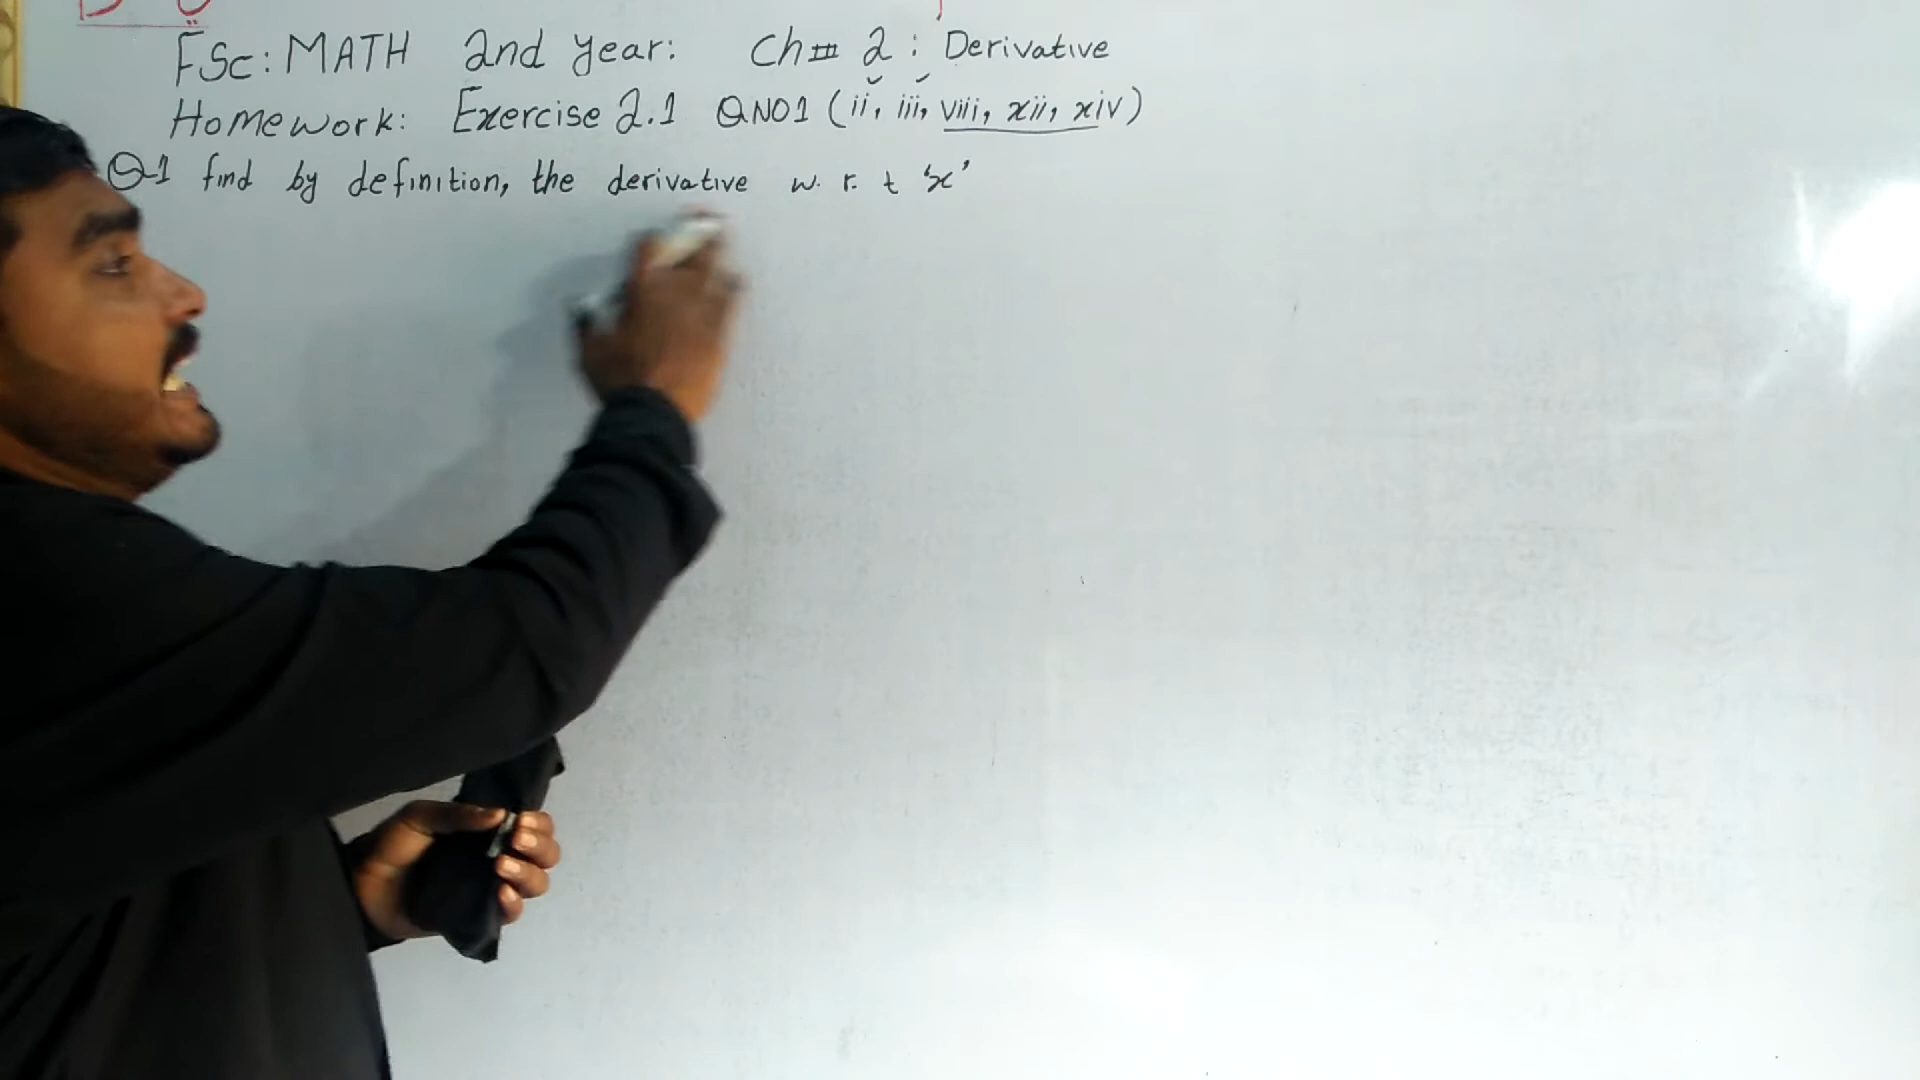 FSc: MATH 2nd year: Ch# 2: Derivative
Homework: Exercise 2.1 QNO1 (ii, iii, viii, xii, xiv)
Q-1 find by definition, the derivative w. r. t 'x'